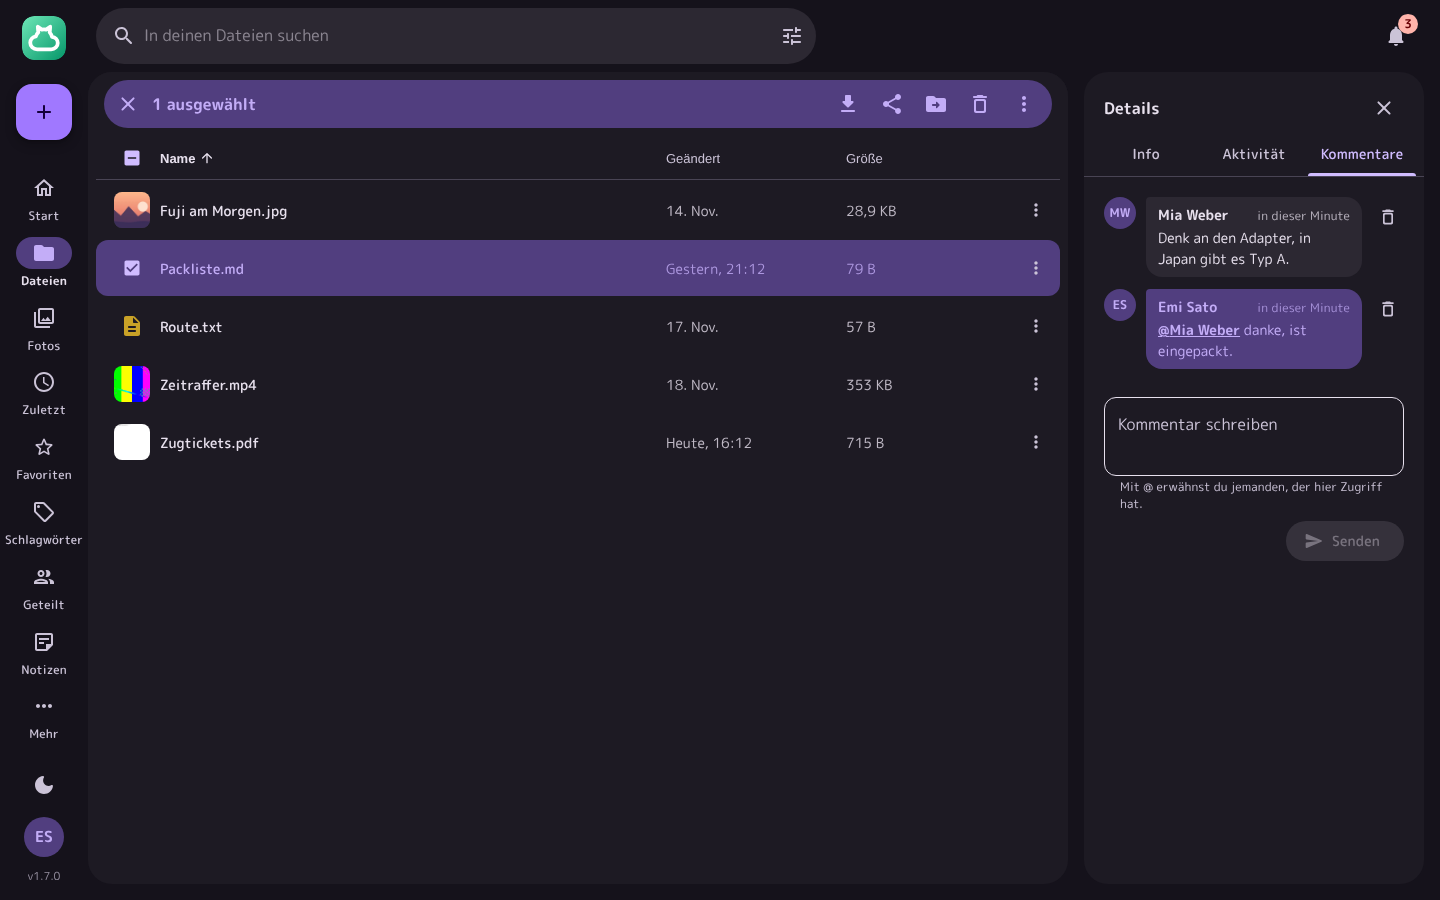 In deinen Dateien suchen
3
1 ausgewählt
Name
Geändert
Größe
Fuji am Morgen.jpg
14. Nov.
28,9 KB
Packliste.md
Gestern, 21:12
79 B
Route.txt
17. Nov.
57 B
Zeitraffer.mp4
18. Nov.
353 KB
Zugtickets.pdf
Heute, 16:12
715 B
Start
Dateien
Fotos
Zuletzt
Favoriten
Schlagwörter
Geteilt
Notizen
Mehr
ES
v1.7.0
Details
Info
Aktivität
Kommentare
MW
Mia Weber
in dieser Minute
Denk an den Adapter, in
Japan gibt es Typ A.
ES
Emi Sato
in dieser Minute
@Mia Weber danke, ist
eingepackt.
Kommentar schreiben
Mit @ erwähnst du jemanden, der hier Zugriff
hat.
Senden